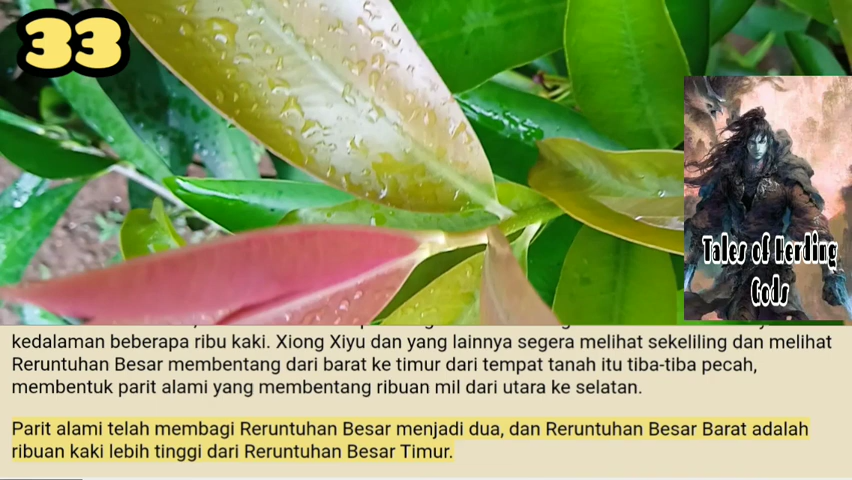 33
Tales of Herding
Gods
kedalaman beberapa ribu kaki. Xiong Xiyu dan yang lainnya segera melihat sekeliling dan melihat
Reruntuhan Besar membentang dari barat ke timur dari tempat tanah itu tiba-tiba pecah,
membentuk parit alami yang membentang ribuan mil dari utara ke selatan.
Parit alami telah membagi Reruntuhan Besar menjadi dua, dan Reruntuhan Besar Barat adalah
ribuan kaki lebih tinggi dari Reruntuhan Besar Timur.